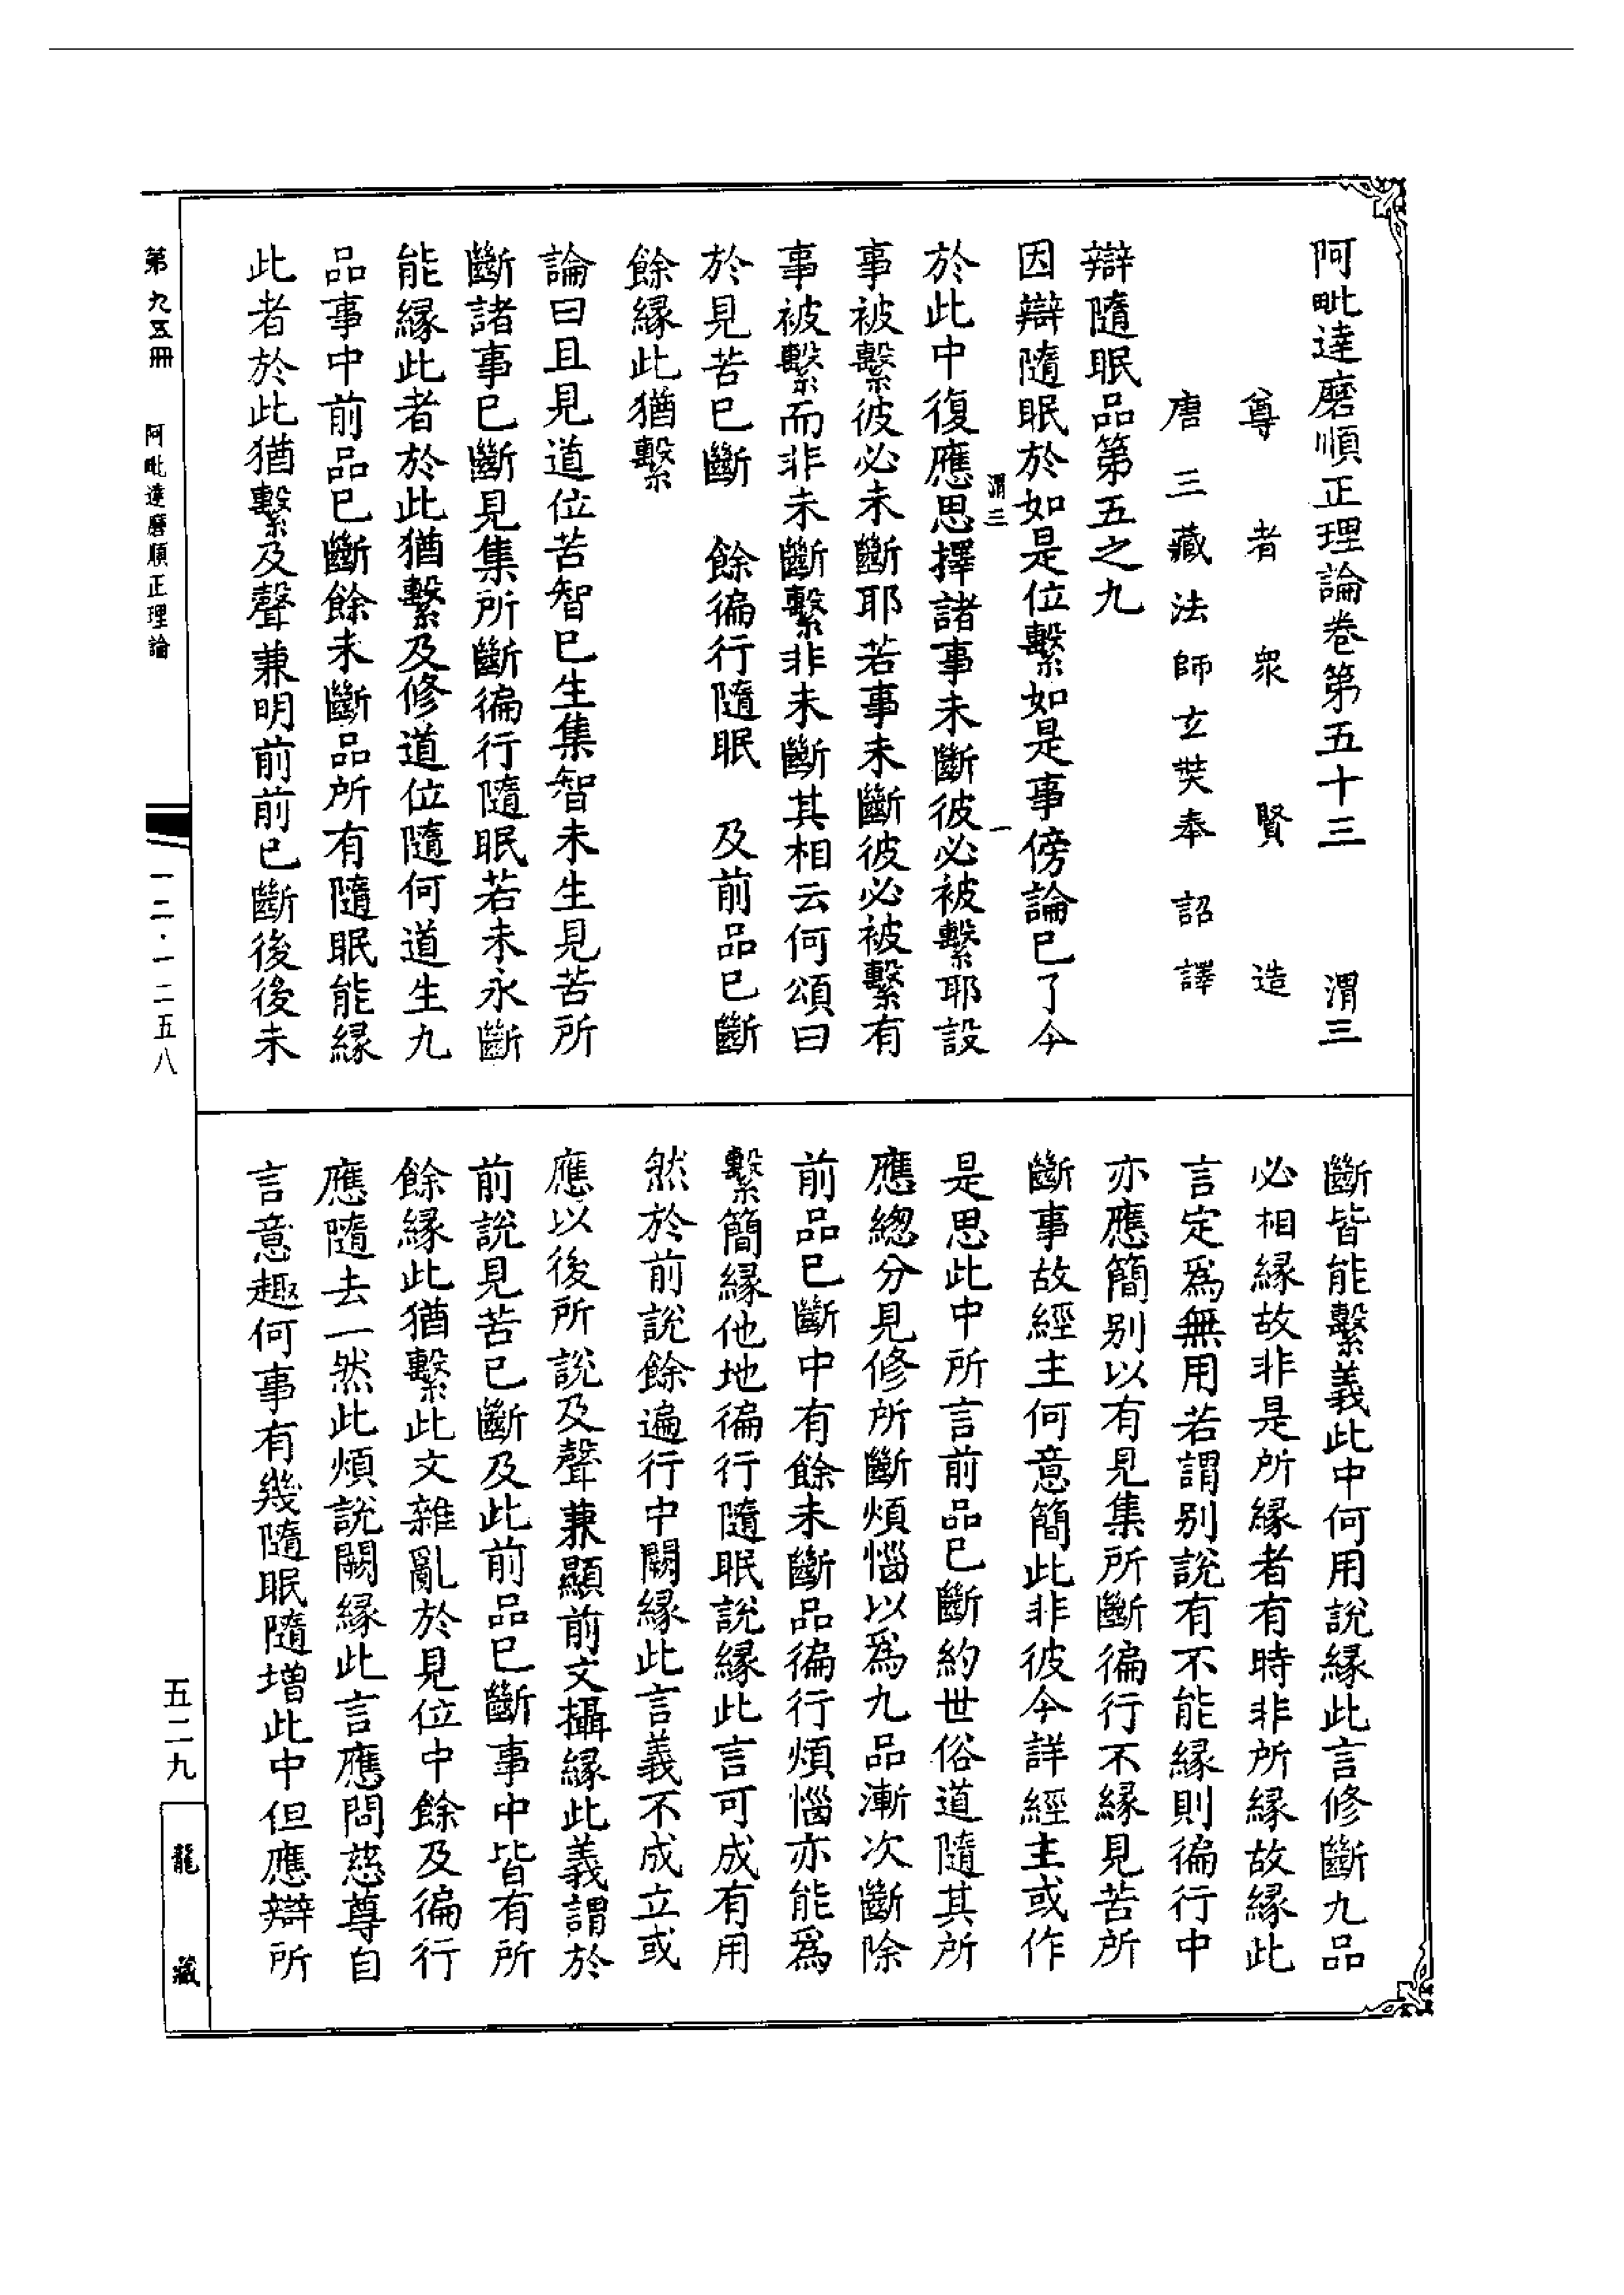 阿毗達磨順正理論卷第五十三　渭三
尊者衆賢造
唐三藏法師玄奘奉詔譯
辯隨眠品第五之九
因辯隨眠於如是位繫如是事傍論已了今
渭三　一
於此中復應思擇諸事未斷彼必被繫耶設
事被繫彼必未斷耶若事未斷彼必被繫有
事被繫而非未斷繫非未斷其相云何頌曰
於見苦已斷　餘徧行隨眠　及前品已斷
餘緣此猶繫
論曰且見道位苦智已生集智未生見苦所
斷諸事已斷見集所斷徧行隨眠若未永斷
能緣此者於此猶繫及修道位隨何道生九
品事中前品已斷餘未斷品所有隨眠能緣
此者於此猶繫及聲兼明前前已斷後後未
斷皆能繫義此中何用說緣此言修斷九品
必相緣故非是所緣者有時非所緣故緣此
言定爲無用若謂別說有不能緣則徧行中
亦應簡別以有見集所斷徧行不緣見苦所
斷事故經主何意簡此非彼今詳經主或作
是思此中所言前品已斷約世俗道隨其所
應緫分見修所斷煩惱以爲九品漸次斷除
前品已斷中有餘未斷品徧行煩惱亦能爲
繫簡緣他地徧行隨眠說緣此言可成有用
然於前說餘遍行中闕緣此言義不成立或
應以後所說及聲兼顯前文攝緣此義謂於
前說見苦已斷及此前品已斷事中皆有所
餘緣此猶繫此文雜亂於見位中餘及徧行
應隨去一然此煩說闕緣此言應問慈尊自
言意趣何事有幾隨眠隨增此中但應辯所
第九五冊　阿毗達磨順正理論　一二·一二五八　五二九　龍藏